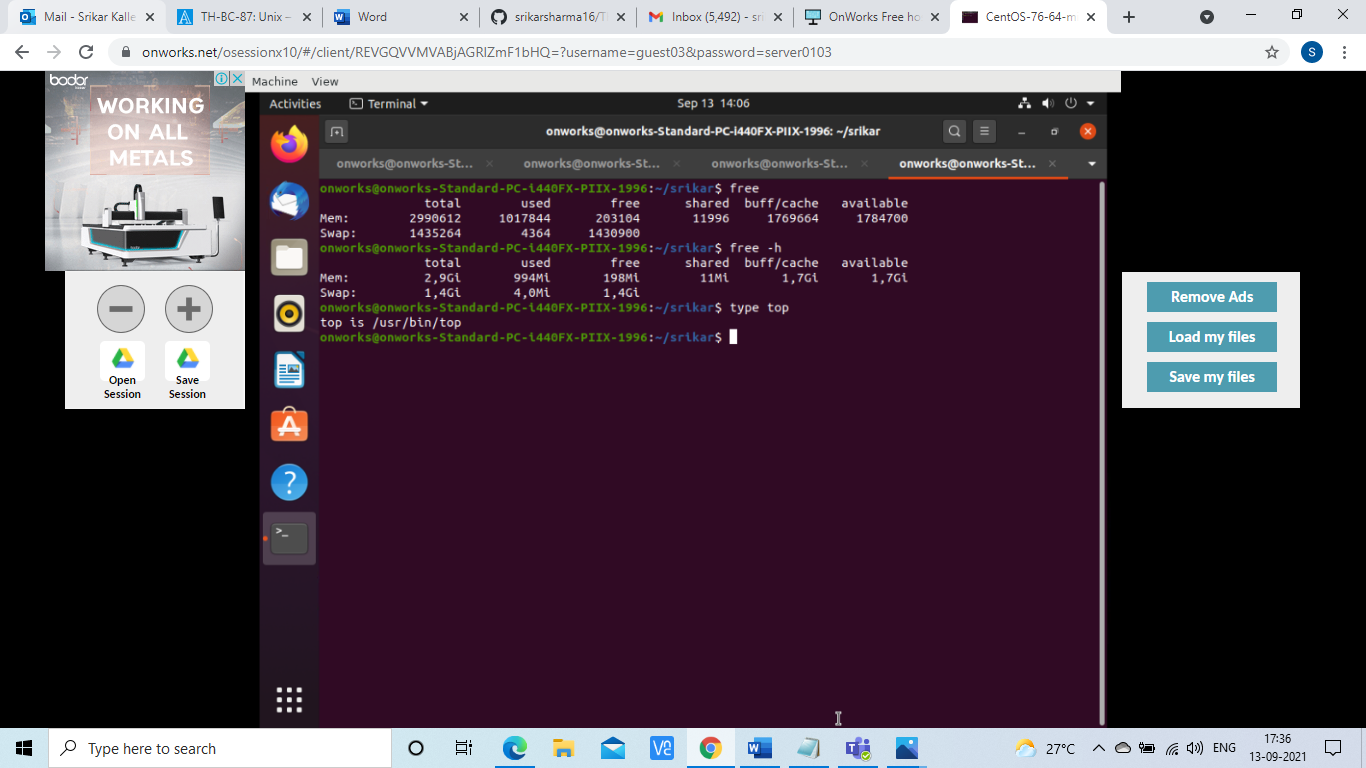 Mail - Srikar Kalle
TH-BC-87: Unix –
Word
srikarsharma16/T
Inbox (5,492) - sri
OnWorks Free ho
CentOS-76-64-m
onworks.net/osessionx10/#/client/REVGQVVMVABjAGRlZmF1bHQ=?username=guest03&password=server0103
S
bodor
WORKING
ON ALL
METALS
Machine View
Activities Terminal Sep 13 14:06
onworks@onworks-Standard-PC-i440FX-PIIX-1996: ~/srikar
onworks@onworks-St... onworks@onworks-St... onworks@onworks-St... onworks@onworks-St...
onworks@onworks-Standard-PC-i440FX-PIIX-1996:~/srikar$ free
total used free shared buff/cache available
Mem: 2990612 1017844 203104 11996 1769664 1784700
Swap: 1435264 4364 1430900
onworks@onworks-Standard-PC-i440FX-PIIX-1996:~/srikar$ free -h
total used free shared buff/cache available
Mem: 2,9Gi 994Mi 198Mi 11Mi 1,7Gi 1,7Gi
Swap: 1,4Gi 4,0Mi 1,4Gi
onworks@onworks-Standard-PC-i440FX-PIIX-1996:~/srikar$ type top
top is /usr/bin/top
onworks@onworks-Standard-PC-i440FX-PIIX-1996:~/srikar$
Open
Session
Save
Session
Remove Ads
Load my files
Save my files
Type here to search
27°C
ENG
17:36
13-09-2021